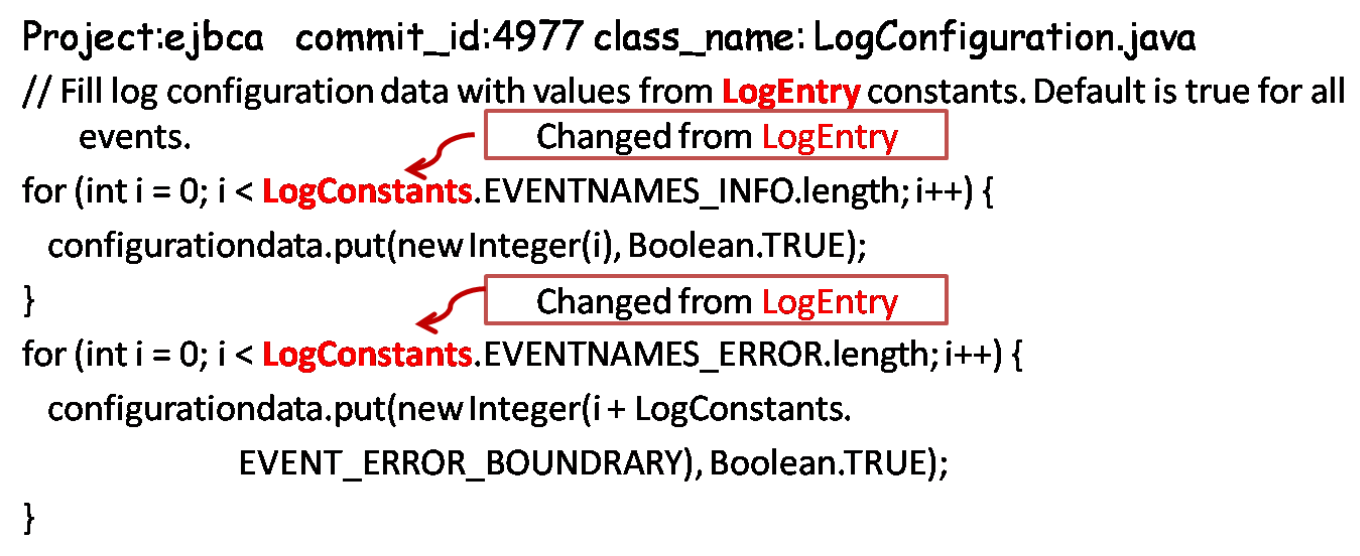 Project:ejbca commit_id:4977 class_name: LogConfiguration.java
// Fill log configuration data with values from LogEntry constants. Default is true for all
events.
Changed from LogEntry
for (int i = 0; i < LogConstants.EVENTNAMES_INFO.length; i++) {
configurationdata.put(new Integer(i), Boolean.TRUE);
}
Changed from LogEntry
for (int i = 0; i < LogConstants.EVENTNAMES_ERROR.length; i++) {
configurationdata.put(new Integer(i + LogConstants.
EVENT_ERROR_BOUNDRARY), Boolean.TRUE);
}